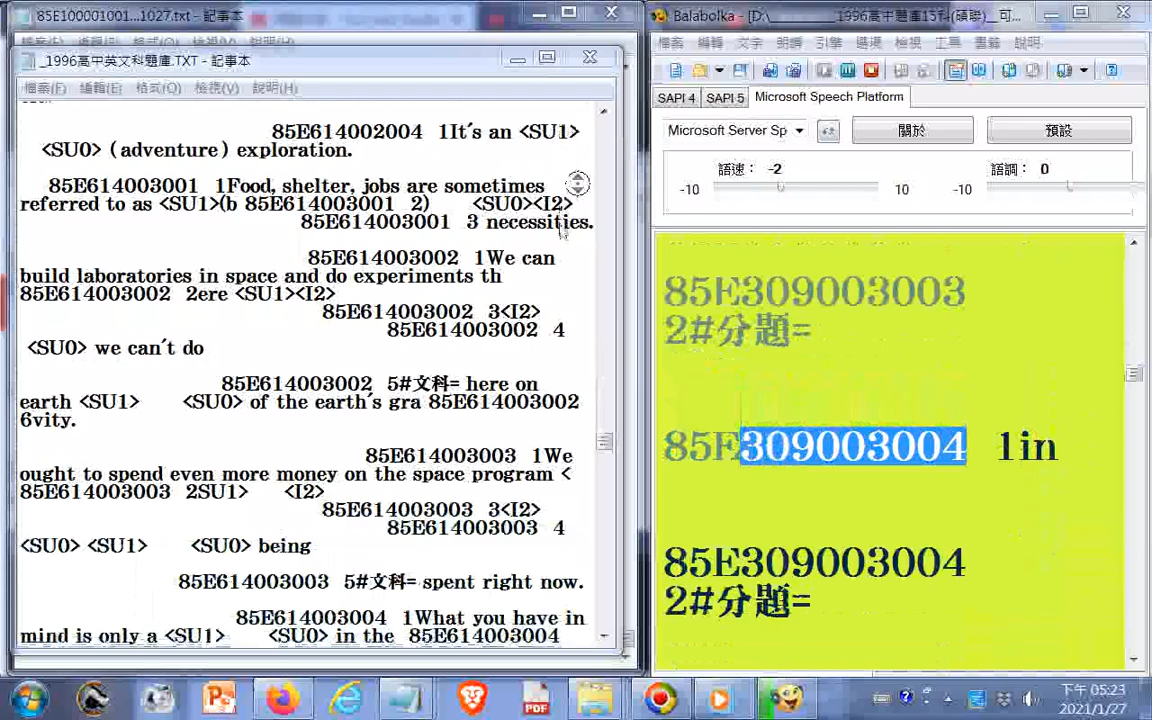 85E100001001...1027.txt - 記事本
_1996高中英文科題庫.TXT - 記事本
檔案(F) 編輯(E) 格式(O) 檢視(V) 說明(H)
85E614002004 1It's an <SU1>
<SU0> (adventure) exploration.
85E614003001 1Food, shelter, jobs are sometimes
referred to as <SU1>(b 85E614003001 2) <SU0><I2>
85E614003001 3 necessities.
85E614003002 1We can
build laboratories in space and do experiments th
85E614003002 2ere <SU1><I2>
85E614003002 3<I2>
85E614003002 4
<SU0> we can't do
85E614003002 5#文科= here on
earth <SU1> <SU0> of the earth's gra 85E614003002
6vity.
85E614003003 1We
ought to spend even more money on the space program <
85E614003003 2SU1> <I2>
85E614003003 3<I2>
85E614003003 4
<SU0> <SU1> <SU0> being
85E614003003 5#文科= spent right now.
85E614003004 1What you have in
mind is only a <SU1> <SU0> in the 85E614003004
Balabolka - [D:\________1996高中題庫15科(碩聯)__可...
檔案 編輯 文字 朗讀 引擎 選項 檢視 工具 書籤 說明
SAPI 4 SAPI 5 Microsoft Speech Platform
Microsoft Server Sp 關於 預設
語速： -2 語調： 0
-10 10 -10
85E309003003
2#分題=
85E309003004 1in
85E309003004
2#分題=
PDF
下午 05:23
2021/1/27